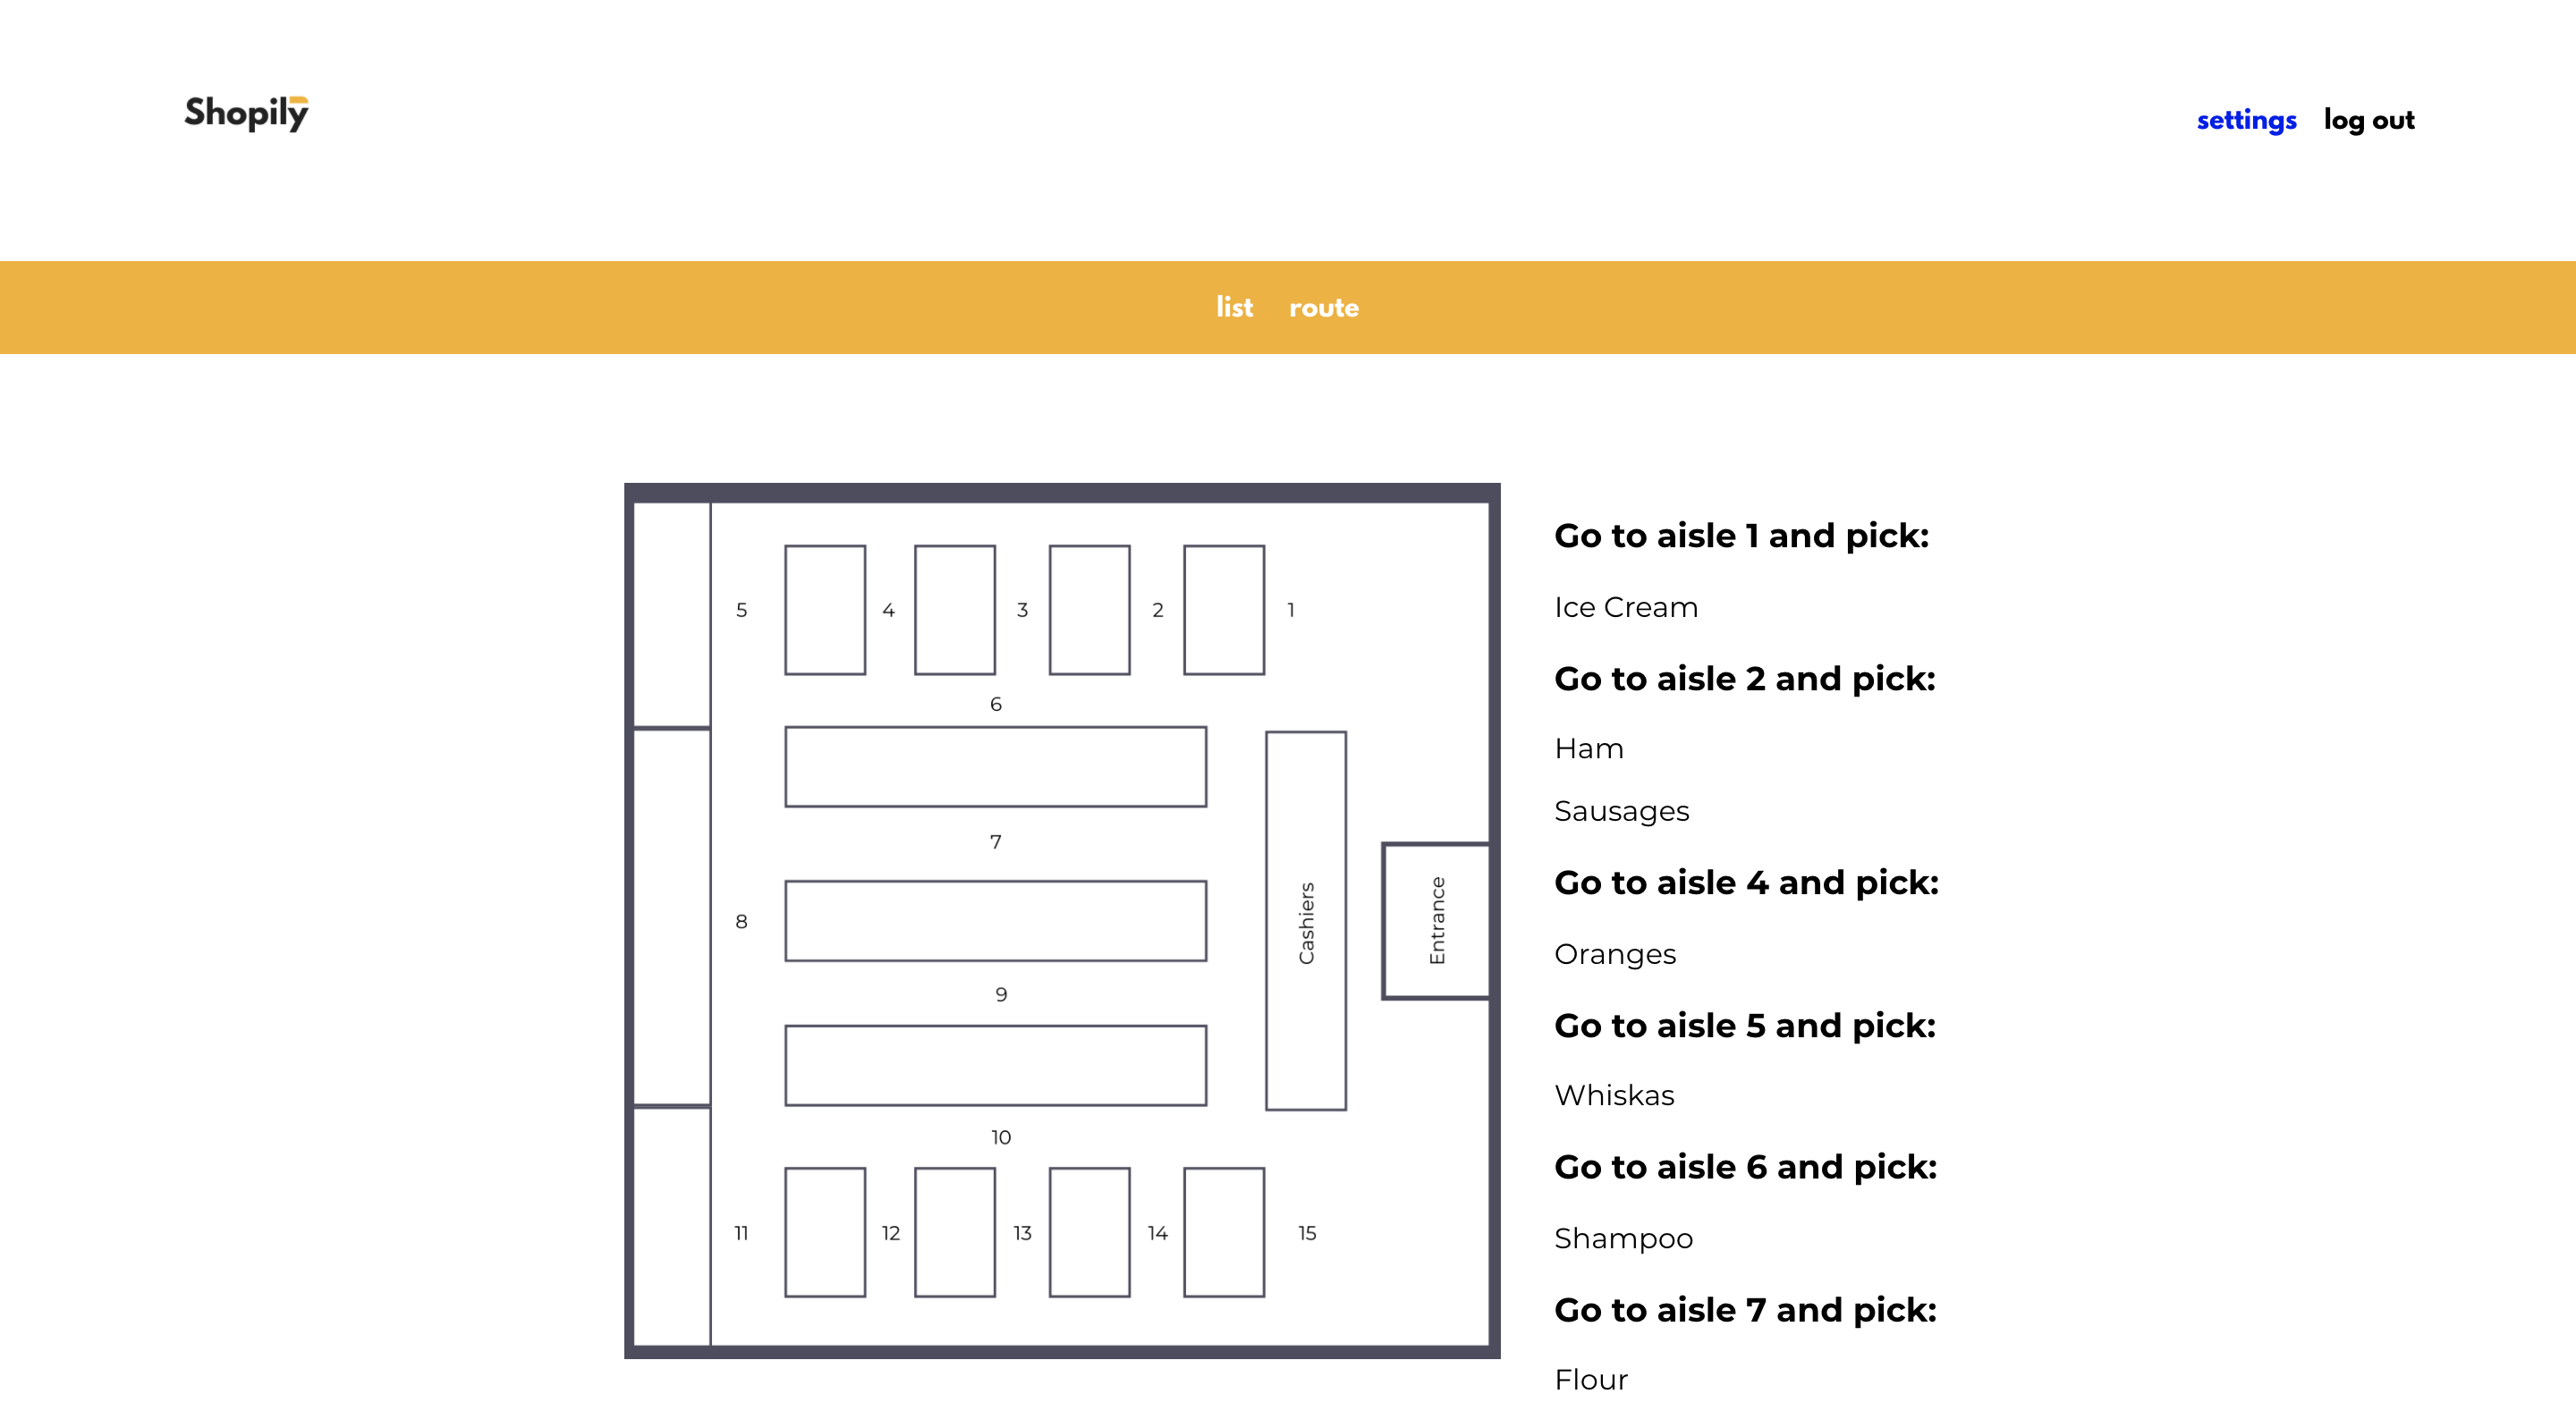 Shopily
settings log out
list route
5 4 3 2 1
6
7
8
9
10
11 12 13 14 15
Cashiers
Entrance
Go to aisle 1 and pick:
Ice Cream
Go to aisle 2 and pick:
Ham
Sausages
Go to aisle 4 and pick:
Oranges
Go to aisle 5 and pick:
Whiskas
Go to aisle 6 and pick:
Shampoo
Go to aisle 7 and pick:
Flour